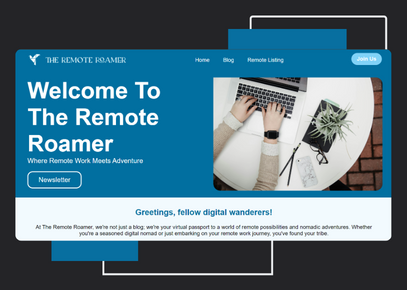 THE REMOTE ROAMER
Home Blog Remote Listing
Join Us
Welcome To
The Remote
Roamer
Where Remote Work Meets Adventure
Newsletter
Greetings, fellow digital wanderers!
At The Remote Roamer, we're not just a blog; we're your virtual passport to a world of remote possibilities and nomadic adventures. Whether
you're a seasoned digital nomad or just embarking on your remote work journey, you've found your tribe.